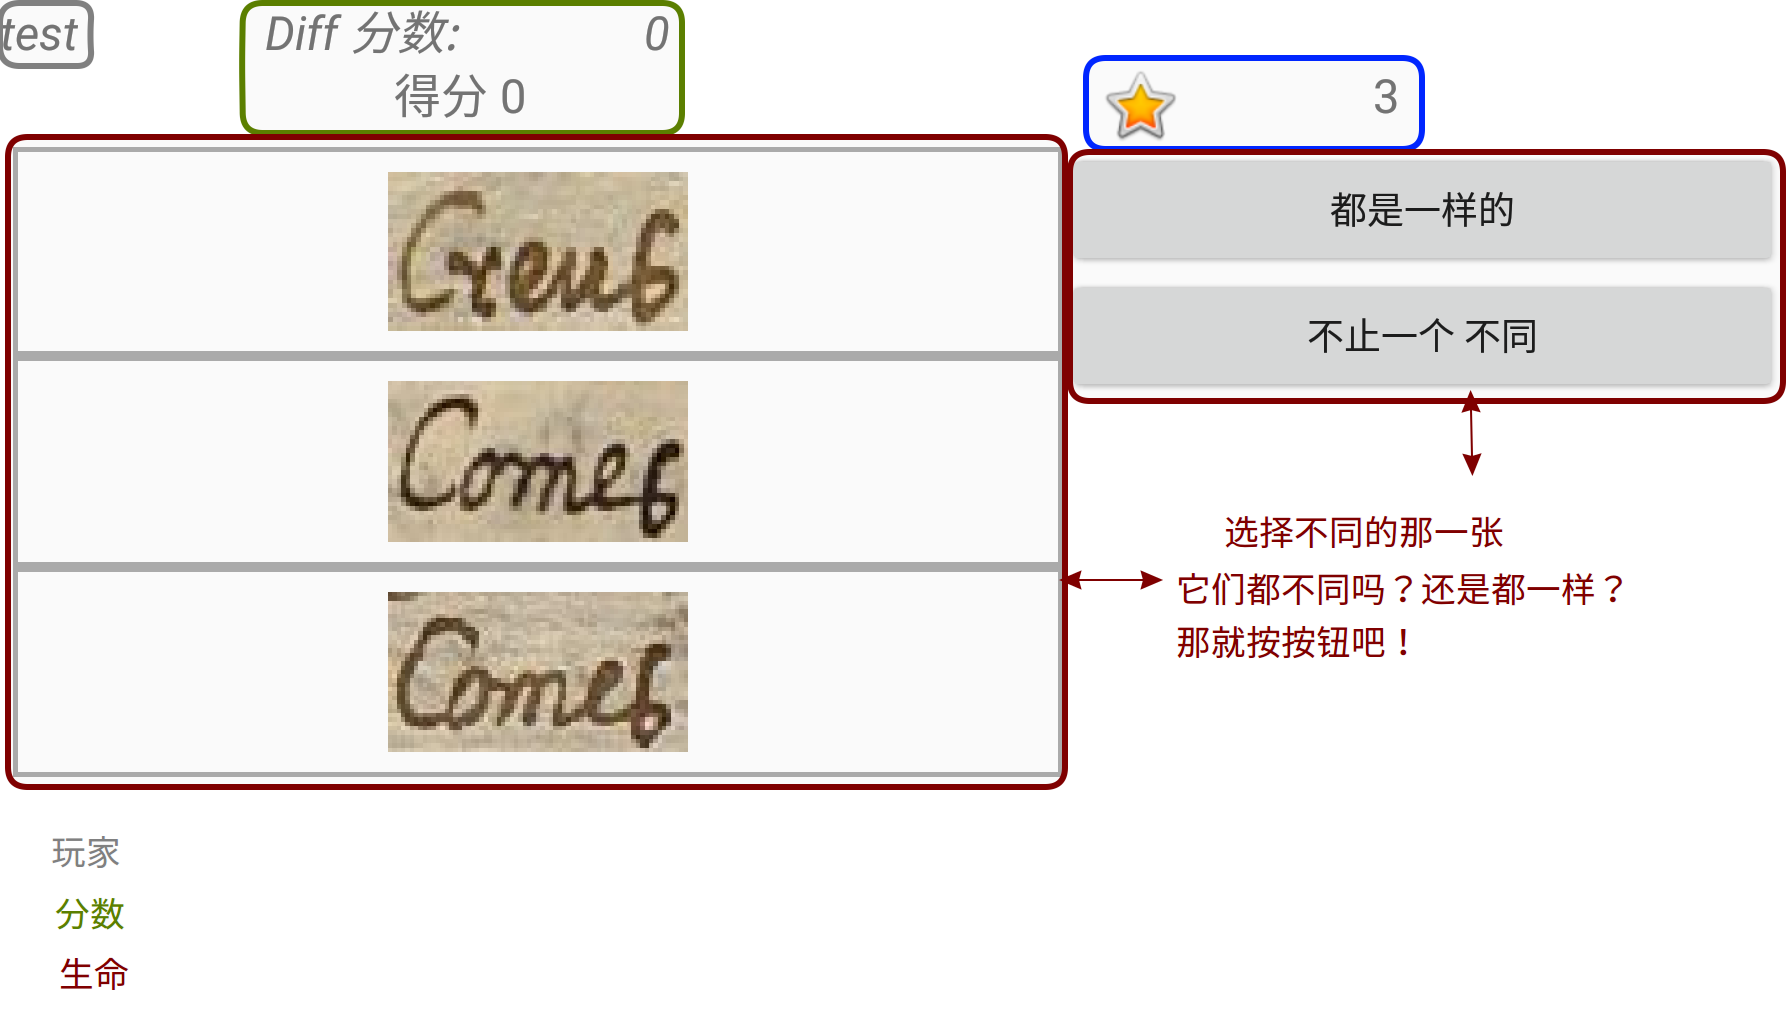 test
Diff 分数: 0
得分 0
3
都是一样的
不止一个 不同
Comes
Comes
选择不同的那一张
它们都不同吗？还是都一样？
那就按按钮吧！
玩家
分数
生命